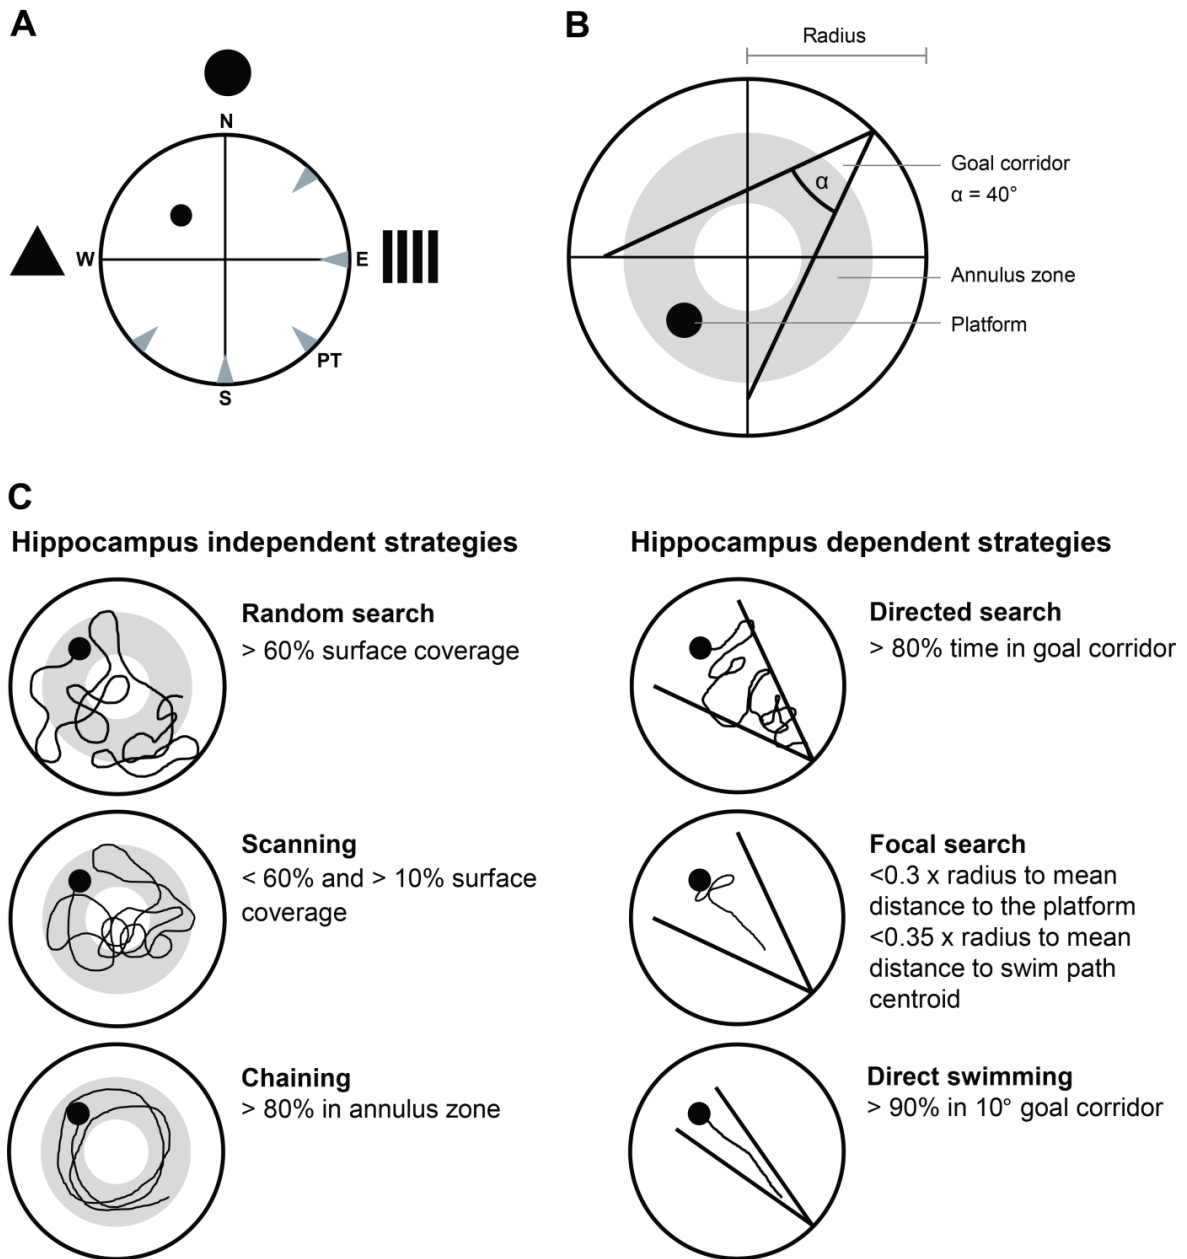 A
N
W
E
PT
S
B
Radius
α
Goal corridor
α = 40°
Annulus zone
Platform
C
Hippocampus independent strategies
Random search
> 60% surface coverage
Scanning
< 60% and > 10% surface
coverage
Chaining
> 80% in annulus zone
Hippocampus dependent strategies
Directed search
> 80% time in goal corridor
Focal search
<0.3 x radius to mean
distance to the platform
<0.35 x radius to mean
distance to swim path
centroid
Direct swimming
> 90% in 10° goal corridor